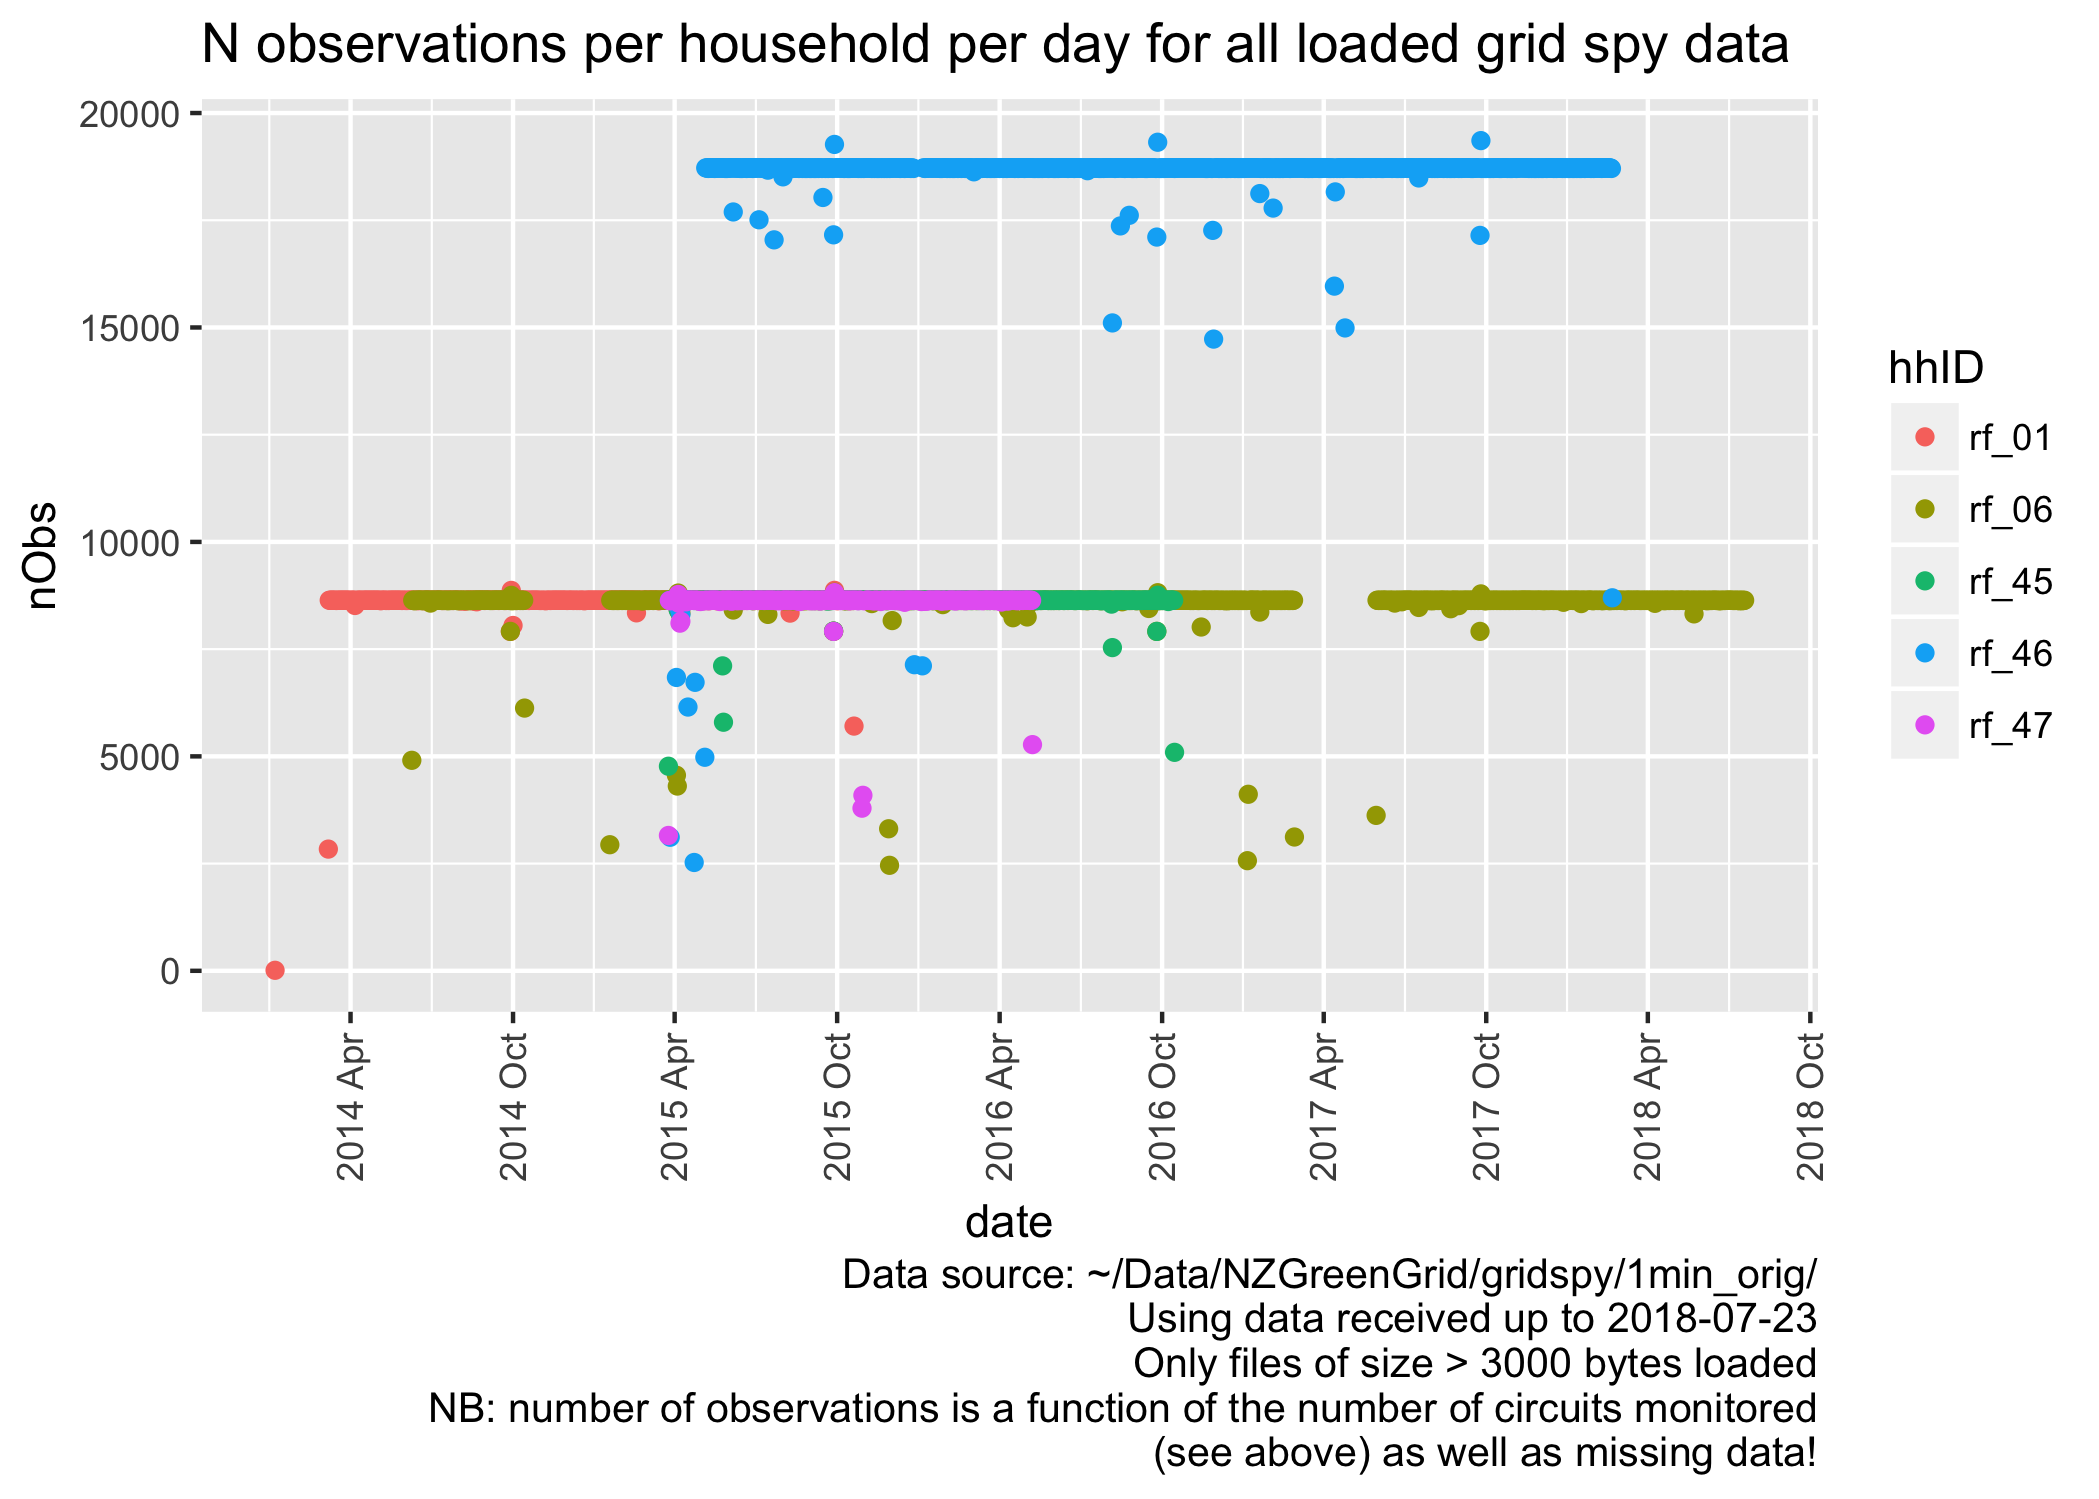 N observations per household per day for all loaded grid spy data
20000
15000
10000
5000
0
nObs
2014 Apr
2014 Oct
2015 Apr
2015 Oct
2016 Apr
2016 Oct
2017 Apr
2017 Oct
2018 Apr
2018 Oct
date
hhID
rf_01
rf_06
rf_45
rf_46
rf_47
Data source: ~/Data/NZGreenGrid/gridspy/1min_orig/
Using data received up to 2018-07-23
Only files of size > 3000 bytes loaded
NB: number of observations is a function of the number of circuits monitored
(see above) as well as missing data!